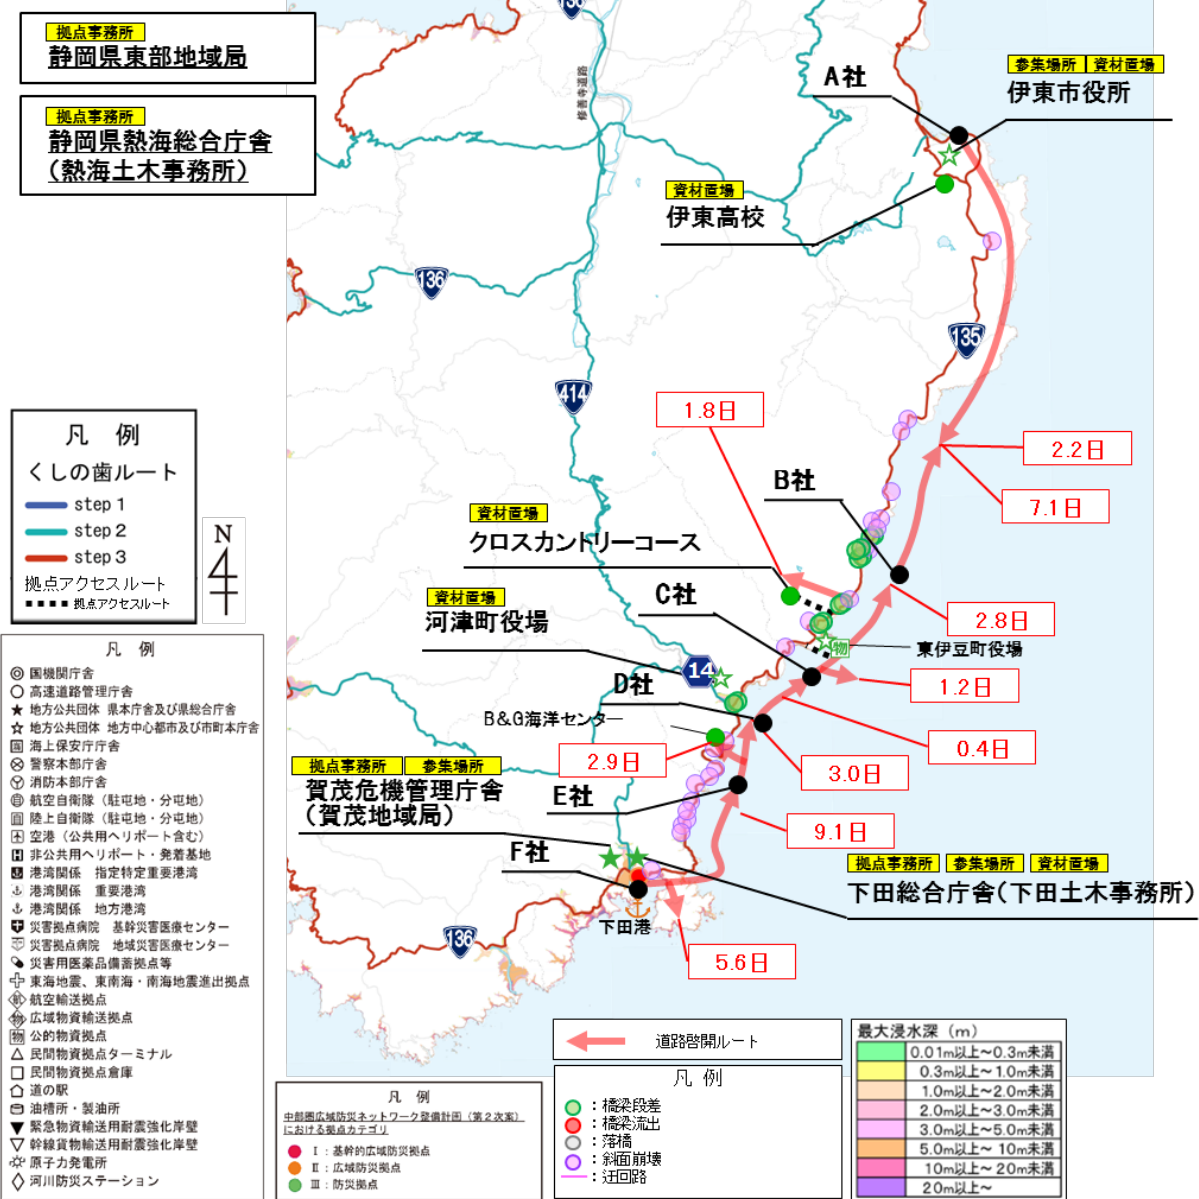 拠点事務所
静岡県東部地域局
拠点事務所
静岡県熱海総合庁舎
（熱海土木事務所）
136
修善寺道路
A社
参集場所
資材置場
伊東市役所
資材置場
伊東高校
136
135
414
1.8日
2.2日
7.1日
B社
資材置場
クロスカントリーコース
C社
資材置場
河津町役場
2.8日
物
東伊豆町役場
14
1.2日
D社
B&G海洋センター
0.4日
2.9日
3.0日
拠点事務所
参集場所
賀茂危機管理庁舎
（賀茂地域局）
E社
9.1日
F社
拠点事務所
参集場所
資材置場
下田総合庁舎（下田土木事務所）
下田港
136
5.6日
凡 例
くしの歯ルート
step 1
step 2
step 3
拠点アクセスルート
拠点アクセスルート
N
凡 例
国機関庁舎
高速道路管理庁舎
地方公共団体 県本庁舎及び県総合庁舎
地方公共団体 地方中心都市及び市町本庁舎
海上保安庁庁舎
警察本部庁舎
消防本部庁舎
航空自衛隊（駐屯地・分屯地）
陸上自衛隊（駐屯地・分屯地）
空港（公共用ヘリポート含む）
非公共用ヘリポート・発着基地
港湾関係 指定特定重要港湾
港湾関係 重要港湾
港湾関係 地方港湾
災害拠点病院 基幹災害医療センター
災害拠点病院 地域災害医療センター
災害用医薬品備蓄拠点等
東海地震、東南海・南海地震進出拠点
航空輸送拠点
広域物資輸送拠点
公的物資拠点
民間物資拠点ターミナル
民間物資拠点倉庫
道の駅
油槽所・製油所
緊急物資輸送用耐震強化岸壁
幹線貨物輸送用耐震強化岸壁
原子力発電所
河川防災ステーション
凡 例
中部圏広域防災ネットワーク整備計画（第２次案）
における拠点カテゴリ
Ⅰ：基幹的広域防災拠点
Ⅱ：広域防災拠点
Ⅲ：防災拠点
道路啓開ルート
凡 例
：橋梁段差
：橋梁流出
：落橋
：斜面崩壊
：迂回路
最大浸水深（m）
0.01m以上～0.3m未満
0.3m以上～1.0m未満
1.0m以上～2.0m未満
2.0m以上～3.0m未満
3.0m以上～5.0m未満
5.0m以上～ 10m未満
10m以上～ 20m未満
20m以上～